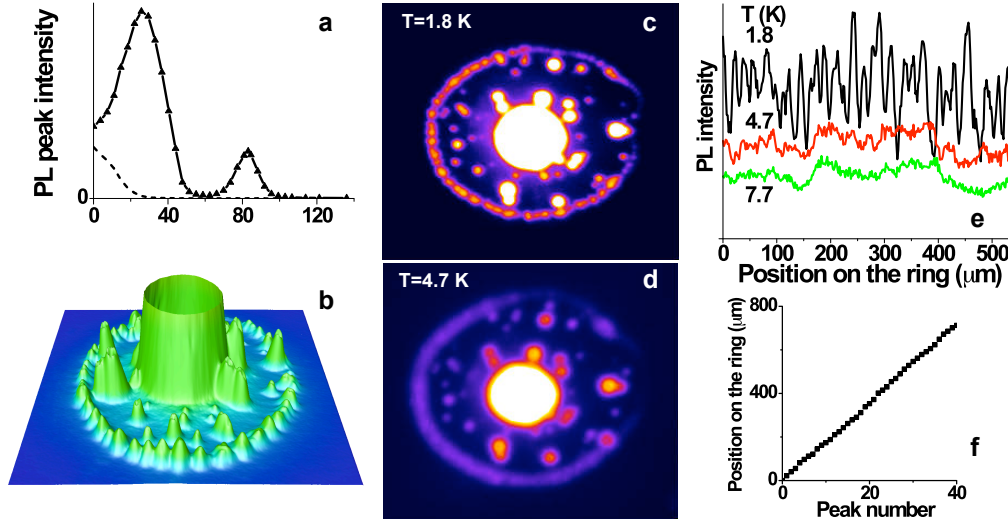 a
PL peak intensity
0
0 40 80 120
b
T=1.8 K
c
T=4.7 K
d
T (K)
1.8
4.7
7.7
e
PL intensity
0 100 200 300 400 500
Position on the ring (μm)
800
400
0
Position on the ring (μm)
f
0 20 40
Peak number